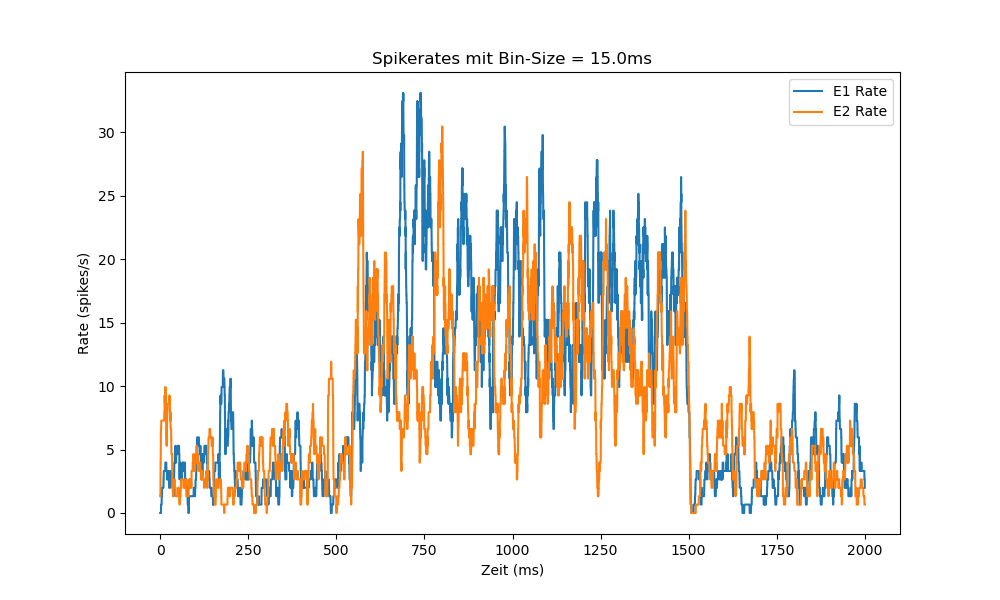 Spikerates mit Bin-Size = 15.0ms
E1 Rate
E2 Rate
Rate (spikes/s)
30
25
20
15
10
5
0
0 250 500 750 1000 1250 1500 1750 2000
Zeit (ms)